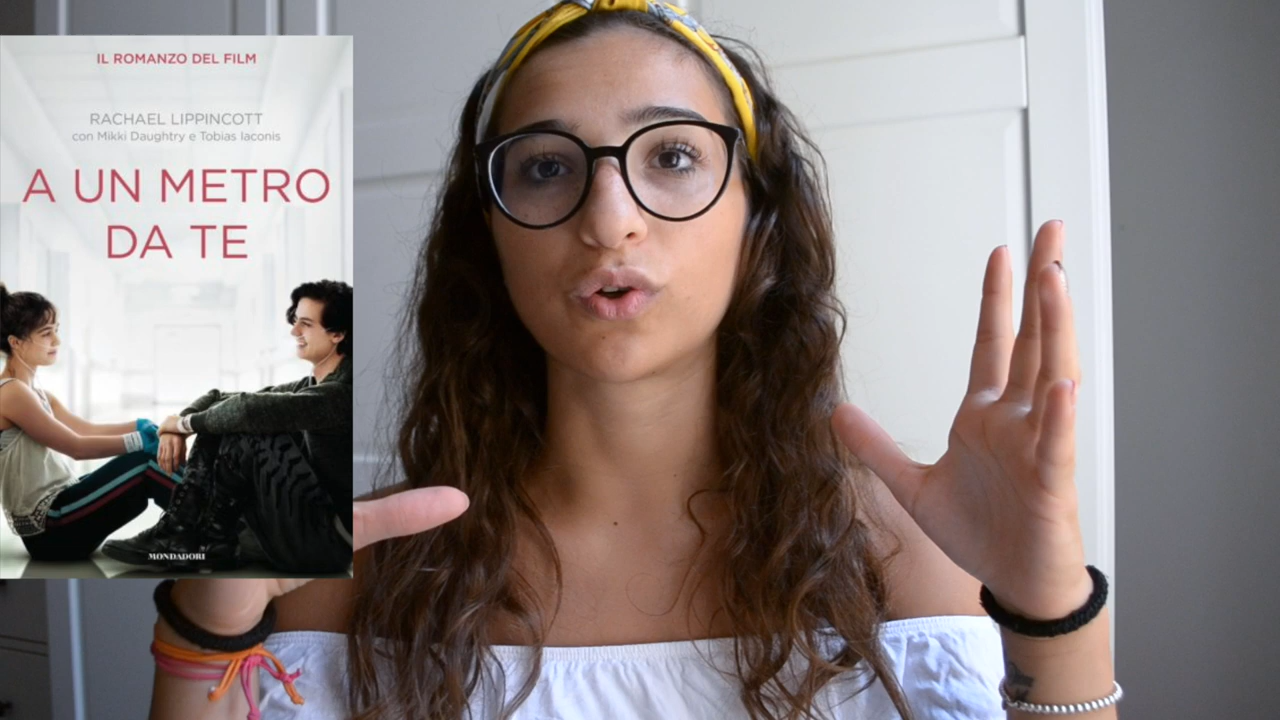 IL ROMANZO DEL FILM
RACHAEL LIPPINCOTT
con Mikki Daughtry e Tobias Iaconis
A UN METRO
DA TE
MONDADORI